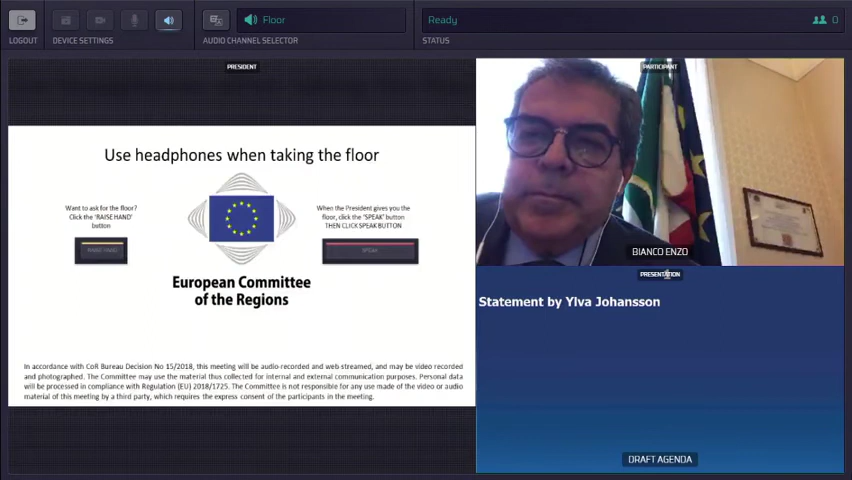 LOGOUT
DEVICE SETTINGS
AUDIO CHANNEL SELECTOR
Floor
Ready
0
STATUS
PRESIDENT
Use headphones when taking the floor
Want to ask for the floor?
Click the 'RAISE HAND'
button
RAISE HAND
When the President gives you the
floor, click the 'SPEAK' button
THEN CLICK SPEAK BUTTON
SPEAK
European Committee
of the Regions
In accordance with CoR Bureau Decision No 15/2018, this meeting will be audio-recorded and web streamed, and may be video recorded
and photographed. The Committee may use the material thus collected for internal and external communication purposes. Personal data
will be processed in compliance with Regulation (EU) 2018/1725. The Committee is not responsible for any use made of the video or audio
material of this meeting by a third party, which requires the express consent of the participants in the meeting.
PARTICIPANT
BIANCO ENZO
PRESENTATION
Statement by Ylva Johansson
DRAFT AGENDA